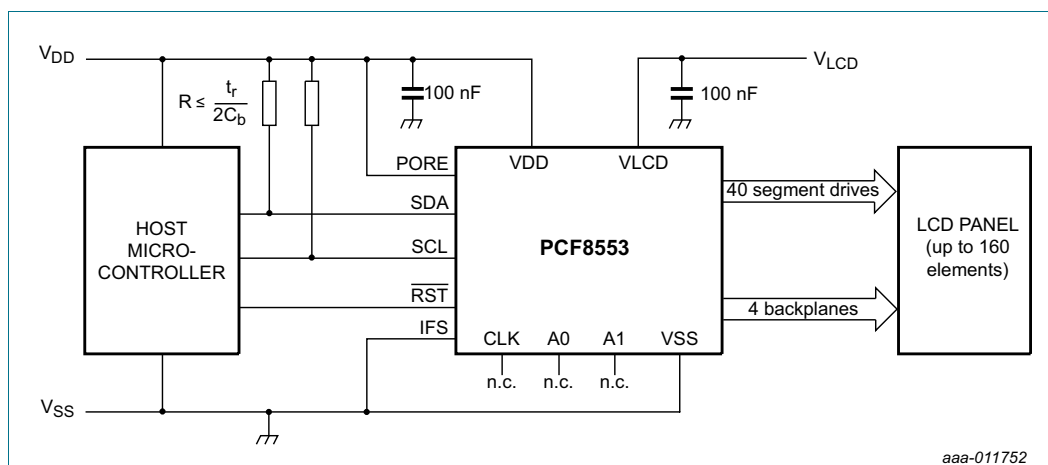 VDD
VLCD
R ≤ tr/2Cb
100 nF
100 nF
PORE
VDD
VLCD
SDA
40 segment drives
HOST
MICRO-
CONTROLLER
SCL
PCF8553
LCD PANEL
(up to 160
elements)
RST
4 backplanes
IFS
CLK
A0
A1
VSS
n.c.
n.c.
n.c.
VSS
aaa-011752